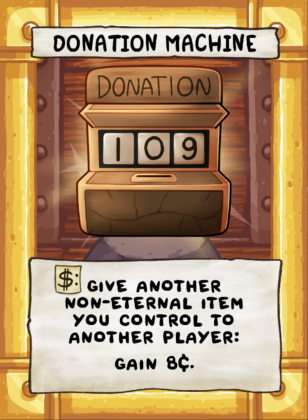 DONATION MACHINE
DONATION
109
$: GIVE ANOTHER
NON-ETERNAL ITEM
YOU CONTROL TO
ANOTHER PLAYER:
GAIN 8¢.